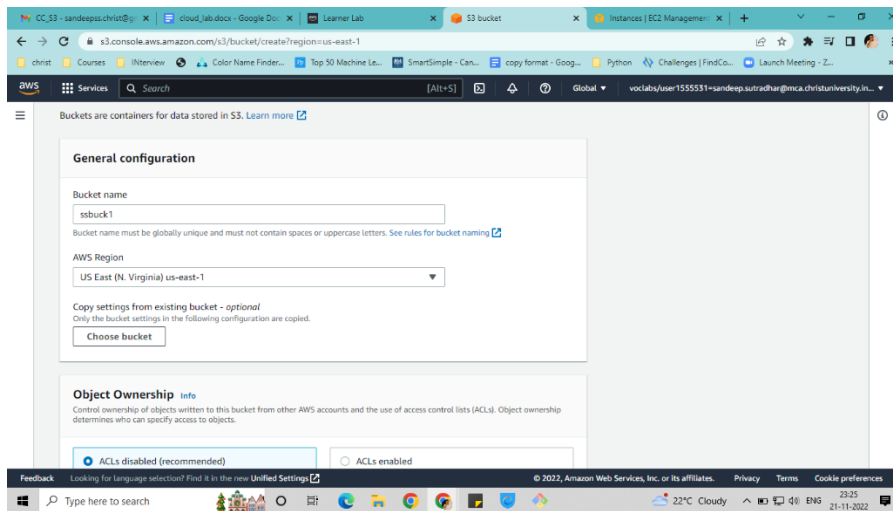 CC_S3 - sandeepss.christ@g
cloud_lab.docx - Google Doc
Learner Lab
S3 bucket
Instances | EC2 Management
s3.console.aws.amazon.com/s3/bucket/create?region=us-east-1
christ
Courses
INterview
Color Name Finder...
Top 50 Machine Le...
SmartSimple - Can...
copy format - Goog...
Python
Challenges | FindCo...
Launch Meeting - Z...
aws
Services
Search
[Alt+S]
Global
voclabs/user1555531=sandeep.sutradhar@mca.christuniversity.in...
Buckets are containers for data stored in S3. Learn more
General configuration
Bucket name
ssbuck1
Bucket name must be globally unique and must not contain spaces or uppercase letters. See rules for bucket naming
AWS Region
US East (N. Virginia) us-east-1
Copy settings from existing bucket - optional
Only the bucket settings in the following configuration are copied.
Choose bucket
Object Ownership Info
Control ownership of objects written to this bucket from other AWS accounts and the use of access control lists (ACLs). Object ownership
determines who can specify access to objects.
ACLs disabled (recommended)
ACLs enabled
Feedback
Looking for language selection? Find it in the new Unified Settings
© 2022, Amazon Web Services, Inc. or its affiliates.
Privacy
Terms
Cookie preferences
Type here to search
22°C Cloudy
ENG
23:25
21-11-2022